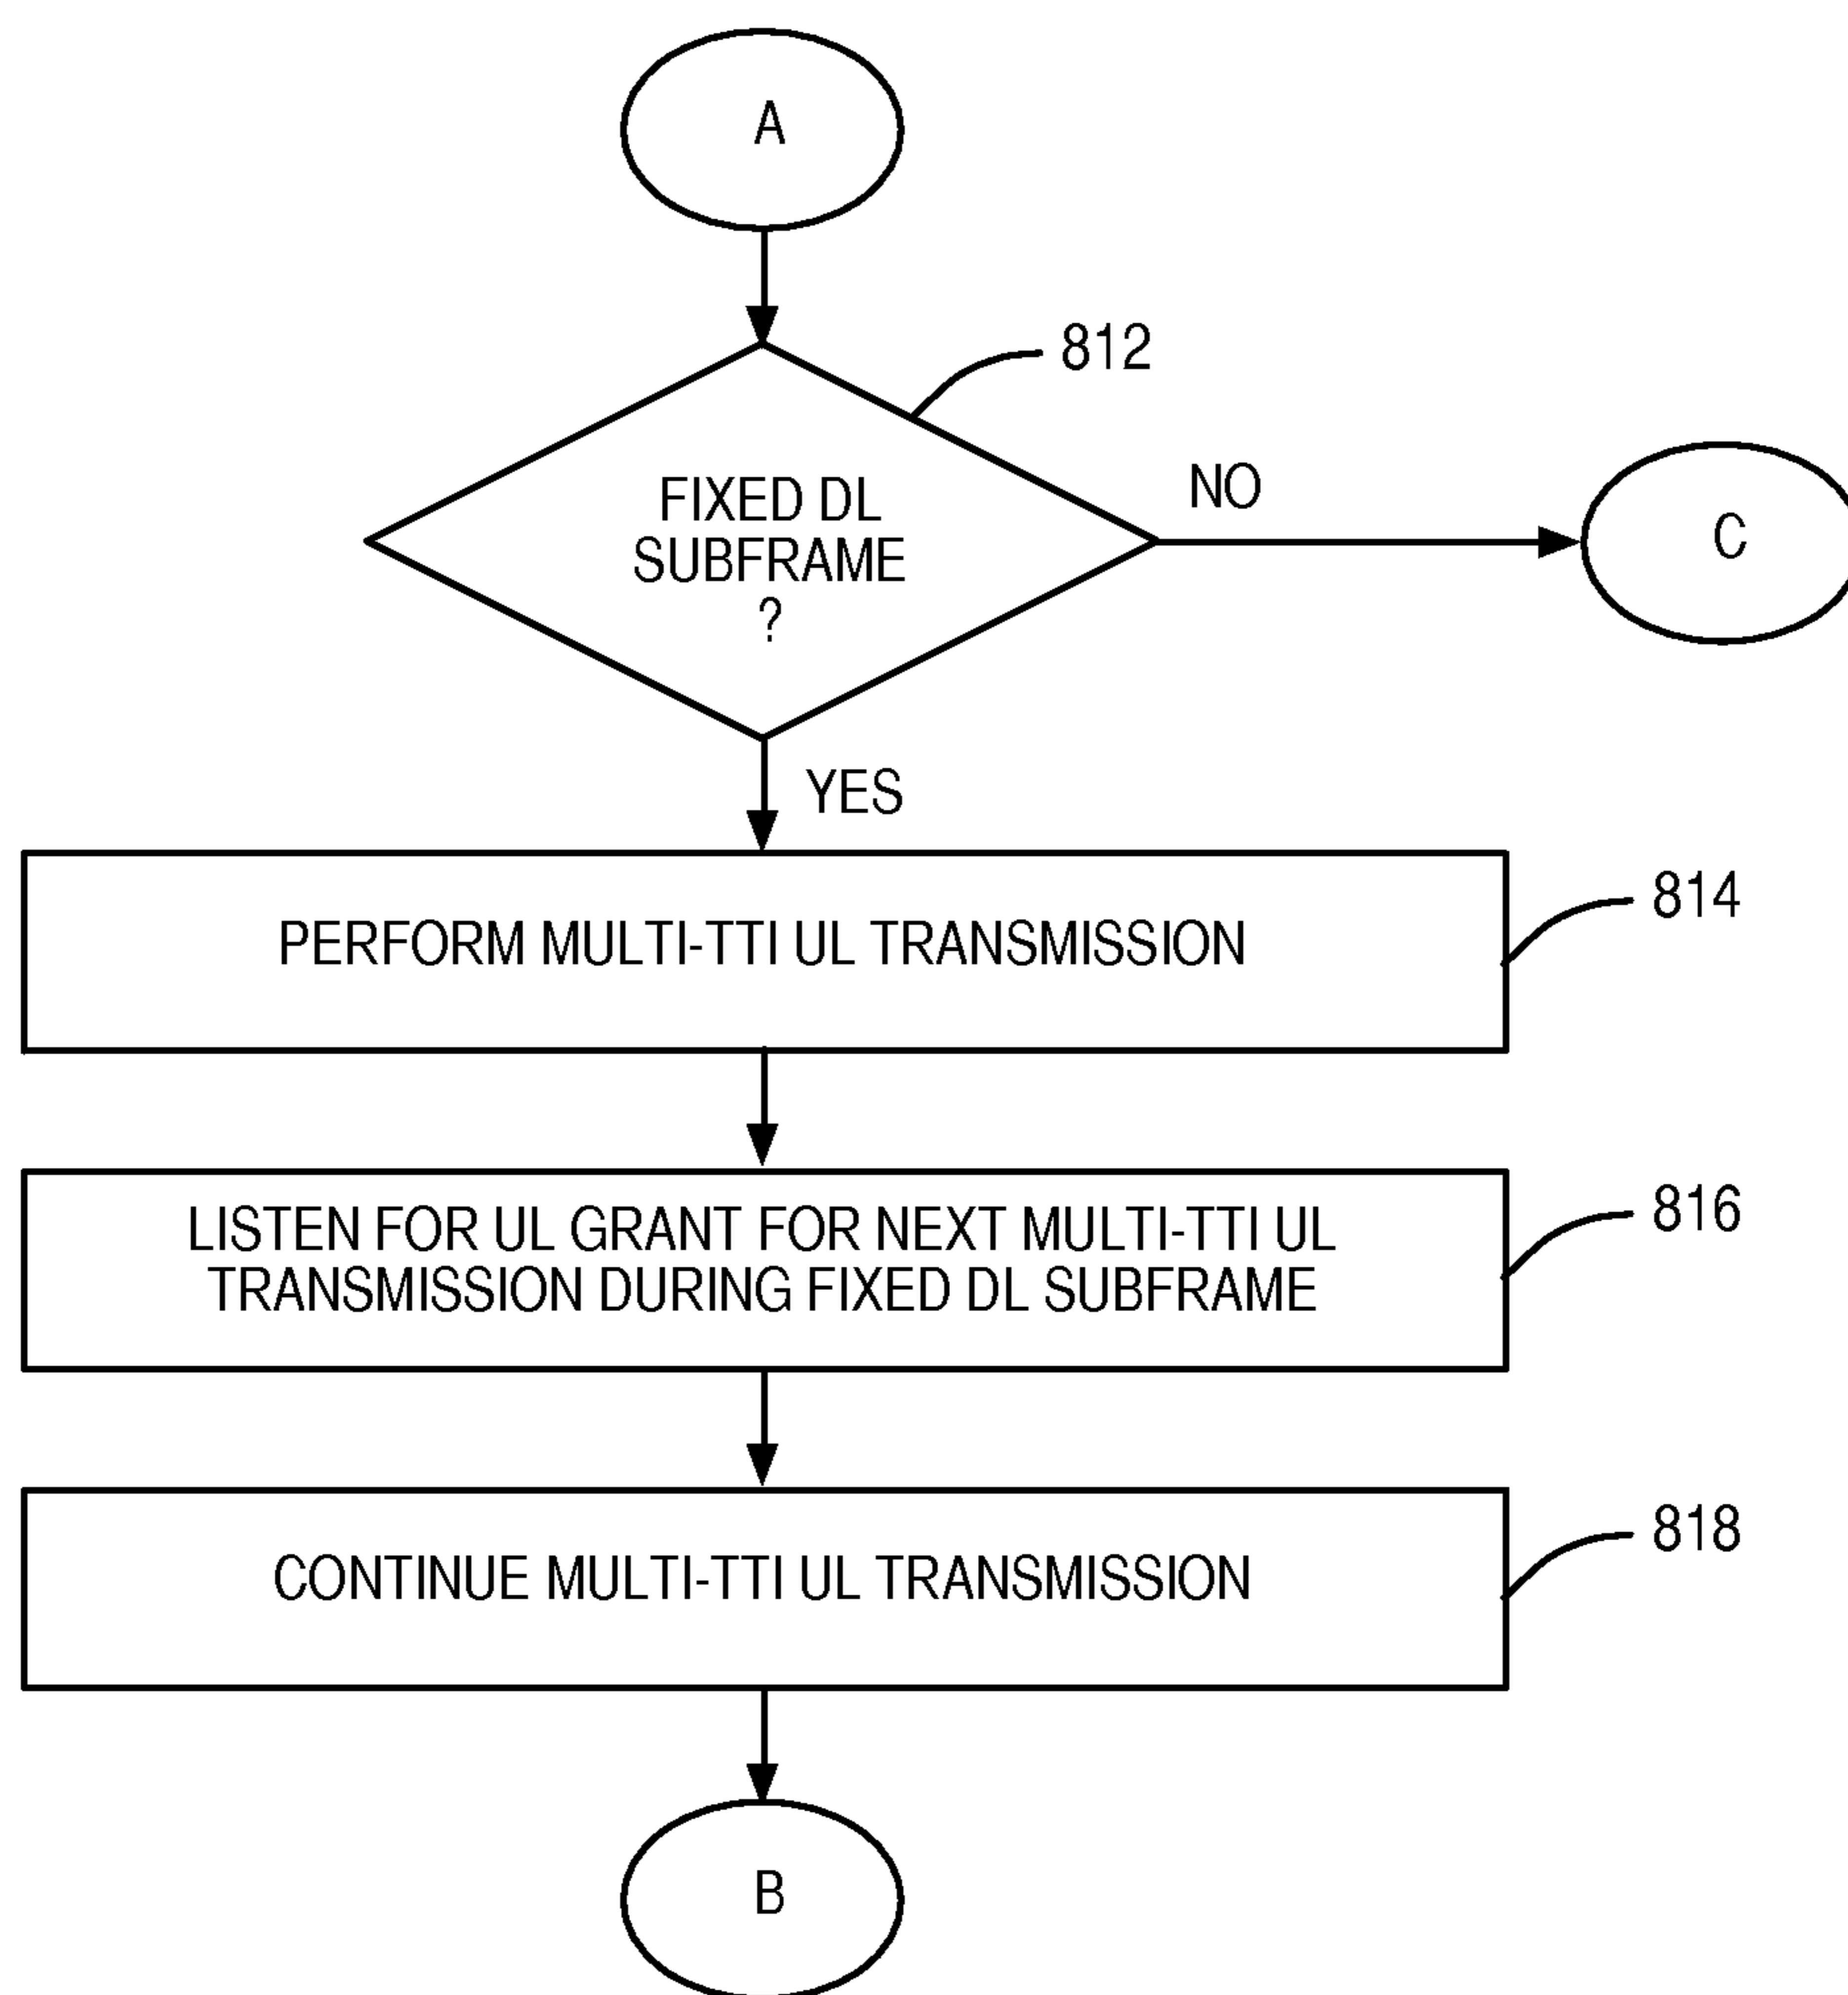 A
812
FIXED DL
SUBFRAME
?
NO
C
YES
PERFORM MULTI-TTI UL TRANSMISSION
814
LISTEN FOR UL GRANT FOR NEXT MULTI-TTI UL
TRANSMISSION DURING FIXED DL SUBFRAME
816
CONTINUE MULTI-TTI UL TRANSMISSION
818
B